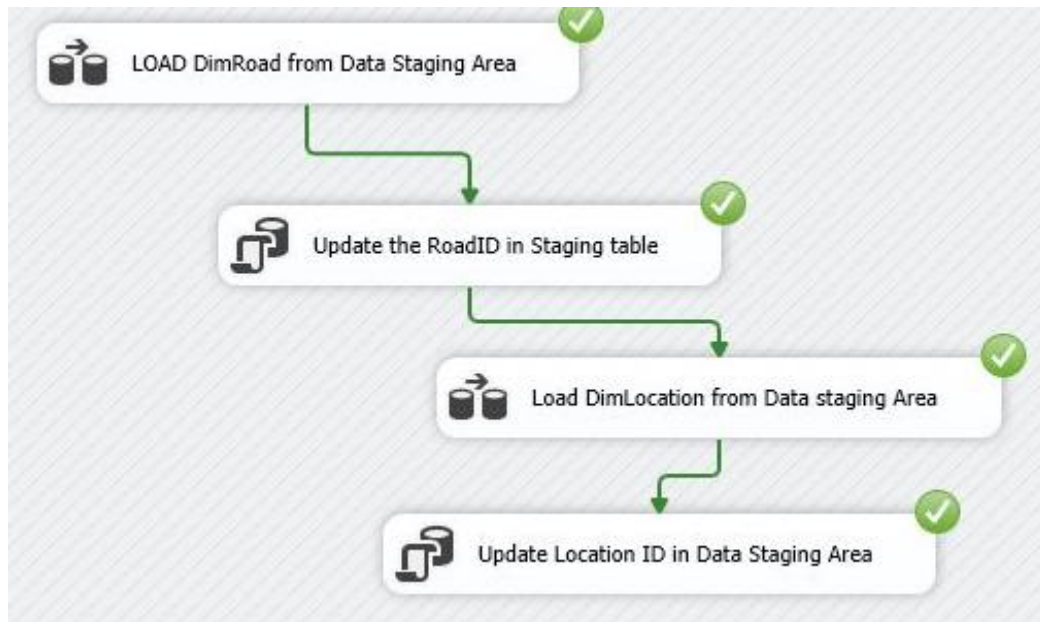 LOAD DimRoad from Data Staging Area
Update the RoadID in Staging table
Load DimLocation from Data staging Area
Update Location ID in Data Staging Area